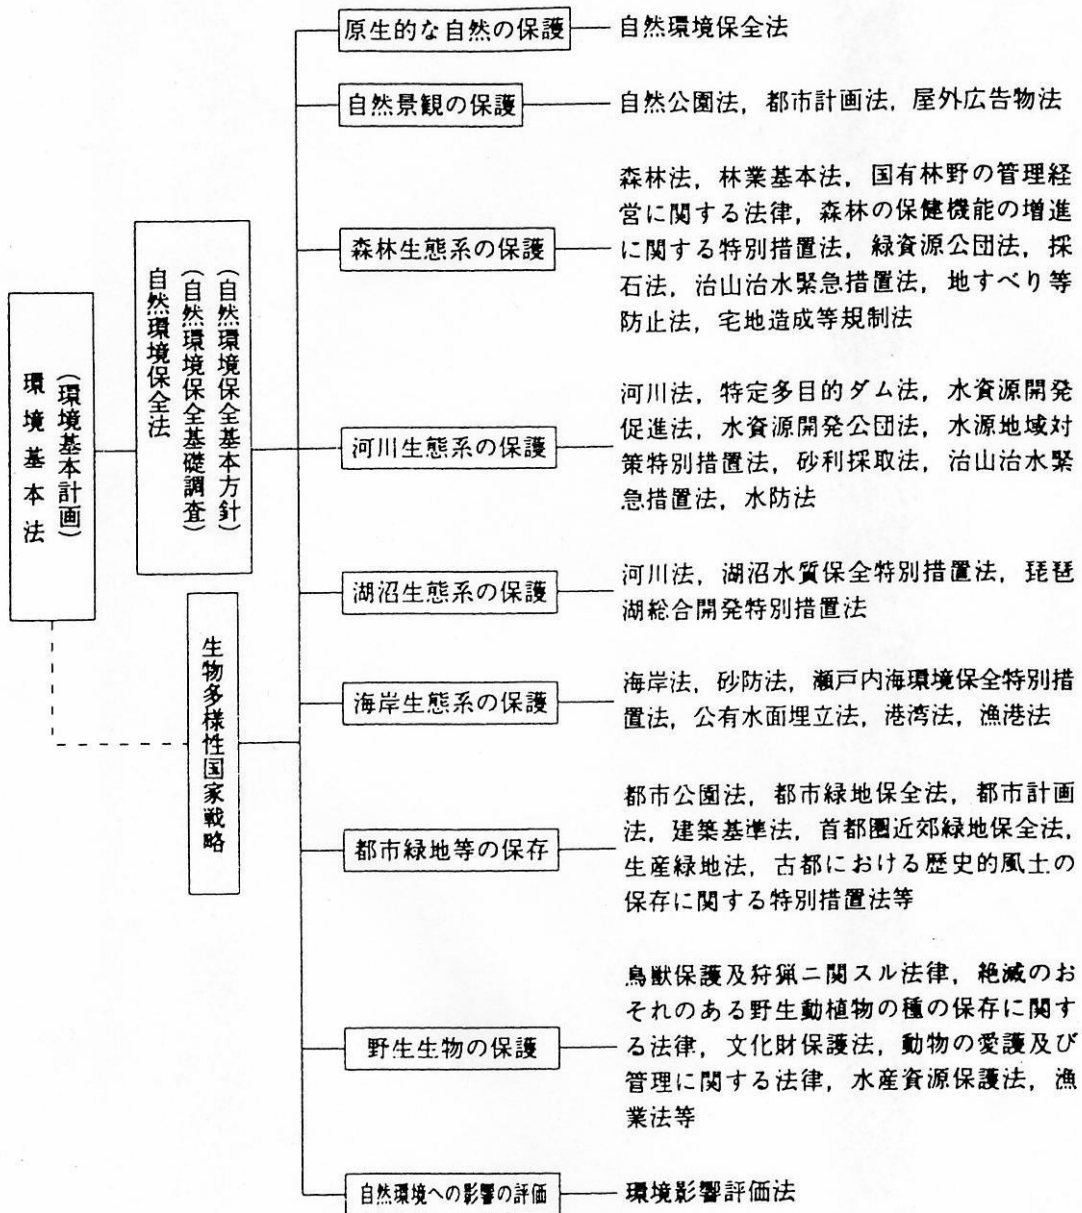 環境基本法
(環境基本計画)
自然環境保全法
(自然環境保全基礎調査)
(自然環境保全基本方針)
生物多様性国家戦略
原生的な自然の保護
自然環境保全法
自然景観の保護
自然公園法，都市計画法，屋外広告物法
森林生態系の保護
森林法，林業基本法，国有林野の管理経
営に関する法律，森林の保健機能の増進
に関する特別措置法，緑資源公団法，採
石法，治山治水緊急措置法，地すべり等
防止法，宅地造成等規制法
河川生態系の保護
河川法，特定多目的ダム法，水資源開発
促進法，水資源開発公団法，水源地域対
策特別措置法，砂利採取法，治山治水緊
急措置法，水防法
湖沼生態系の保護
河川法，湖沼水質保全特別措置法，琵琶
湖総合開発特別措置法
海岸生態系の保護
海岸法，砂防法，瀬戸内海環境保全特別措
置法，公有水面埋立法，港湾法，漁港法
都市緑地等の保存
都市公園法，都市緑地保全法，都市計画
法，建築基準法，首都圏近郊緑地保全法，
生産緑地法，古都における歴史的風土の
保存に関する特別措置法等
野生生物の保護
鳥獣保護及狩猟ニ関スル法律，絶滅のお
それのある野生動植物の種の保存に関す
る法律，文化財保護法，動物の愛護及び
管理に関する法律，水産資源保護法，漁
業法等
自然環境への影響の評価
環境影響評価法